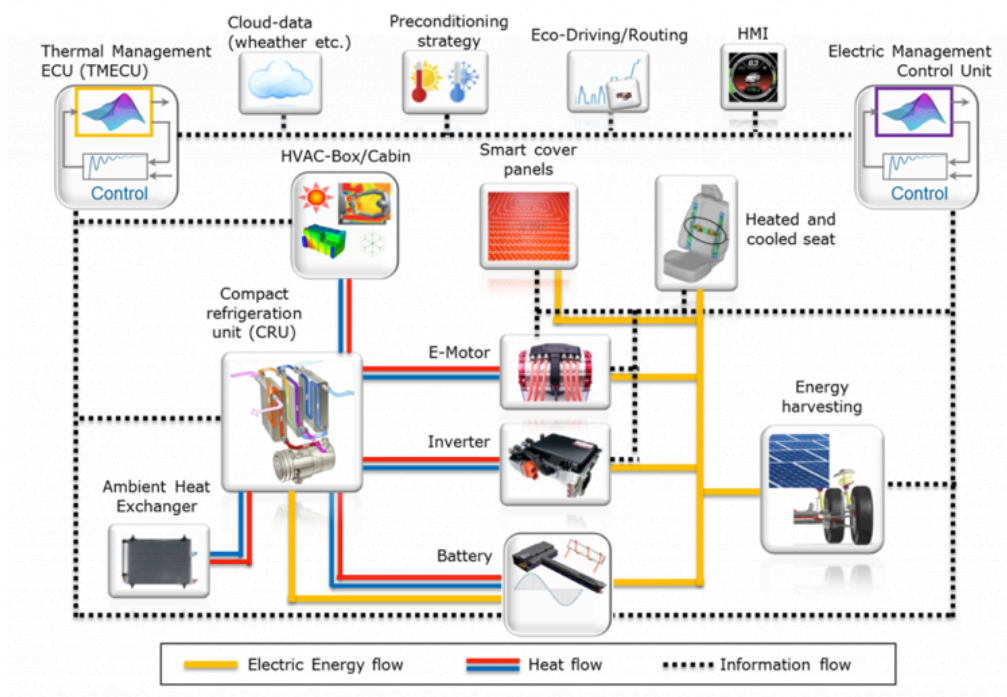 Thermal Management
ECU (TMECU)
Cloud-data
(wheather etc.)
Preconditioning
strategy
Eco-Driving/Routing
HMI
Electric Management
Control Unit
Control
Control
HVAC-Box/Cabin
Smart cover
panels
Heated and
cooled seat
Compact
refrigeration
unit (CRU)
E-Motor
Energy
harvesting
Inverter
Ambient Heat
Exchanger
Battery
Electric Energy flow
Heat flow
Information flow